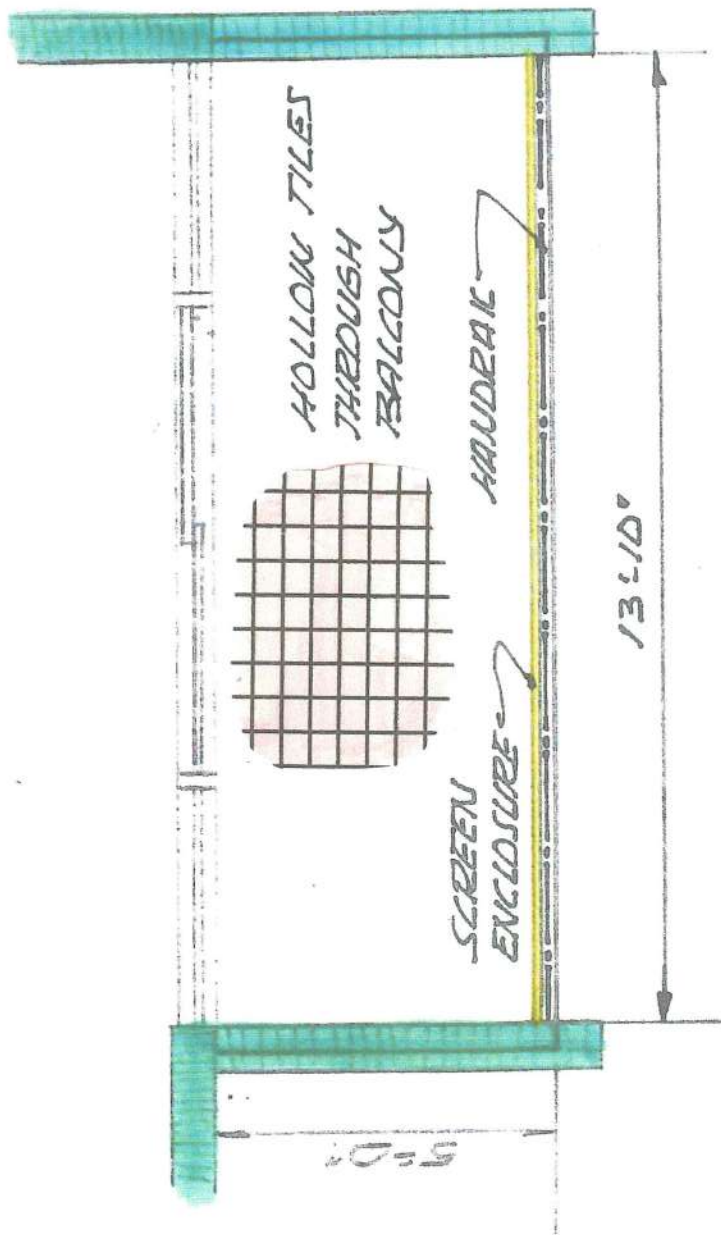 HOLLOW TILES
THROUGH
BALCONY
SCREEN
ENCLOSURE
HANDRAIL
13'-10"
5'-0"